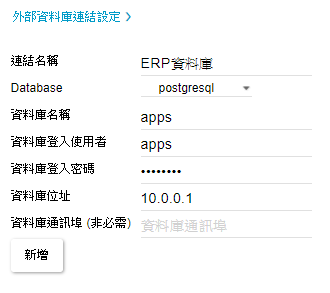 外部資料庫連結設定 >
連結名稱 ERP資料庫
Database postgresql
資料庫名稱 apps
資料庫登入使用者 apps
資料庫登入密碼 ••••••••
資料庫位址 10.0.0.1
資料庫通訊埠 (非必需) 資料庫通訊埠
新增